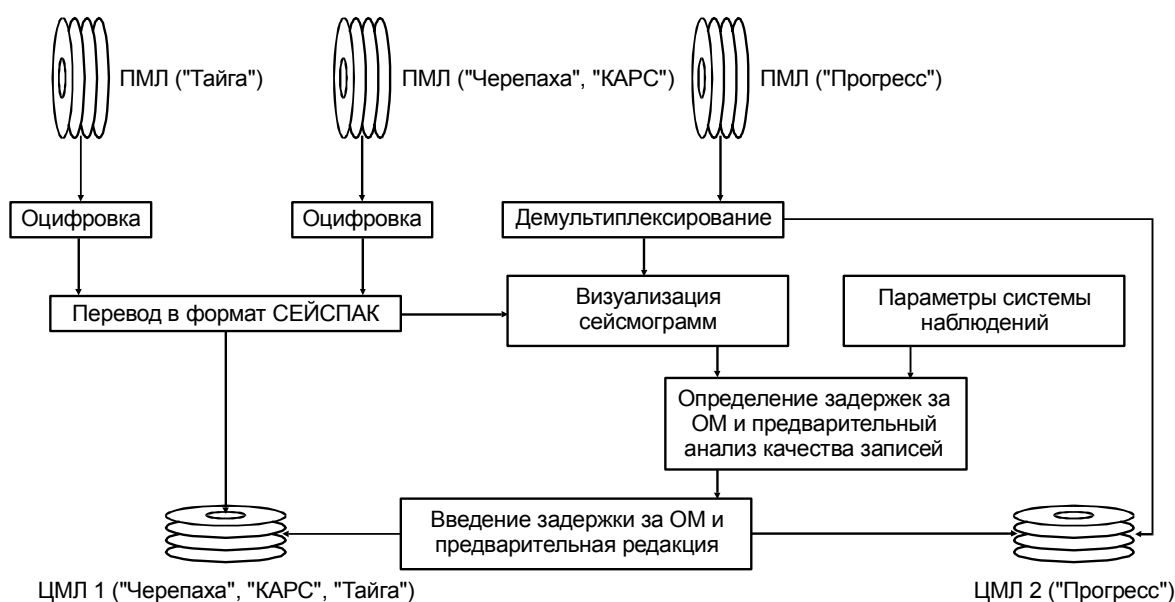 ПМЛ ("Тайга")
ПМЛ ("Черепаха", "КАРС")
ПМЛ ("Прогресс")
Оцифровка
Оцифровка
Демультиплексирование
Перевод в формат СЕЙСПАК
Визуализация
сейсмограмм
Параметры системы
наблюдений
Определение задержек за
ОМ и предварительный
анализ качества записей
Введение задержки за ОМ и
предварительная редакция
ЦМЛ 1 ("Черепаха", "КАРС", "Тайга")
ЦМЛ 2 ("Прогресс")